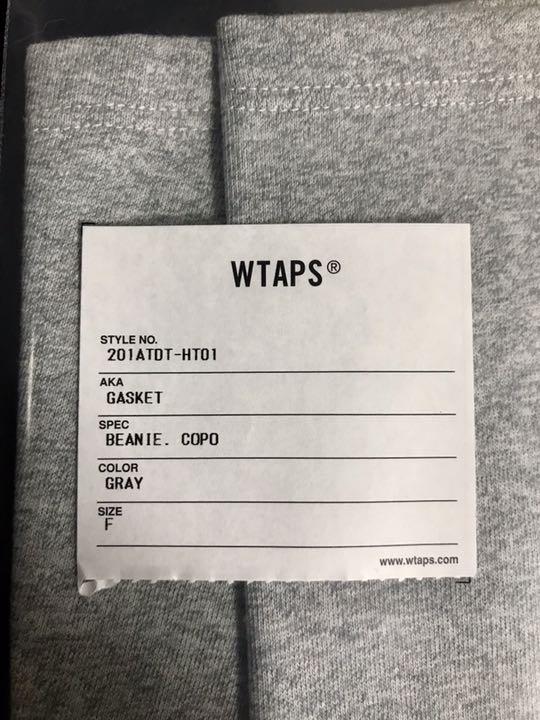 WTAPS®
STYLE NO.
201ATDT-HT01
AKA
GASKET
SPEC
BEANIE. COPO
COLOR
GRAY
SIZE
F
www.wtaps.com